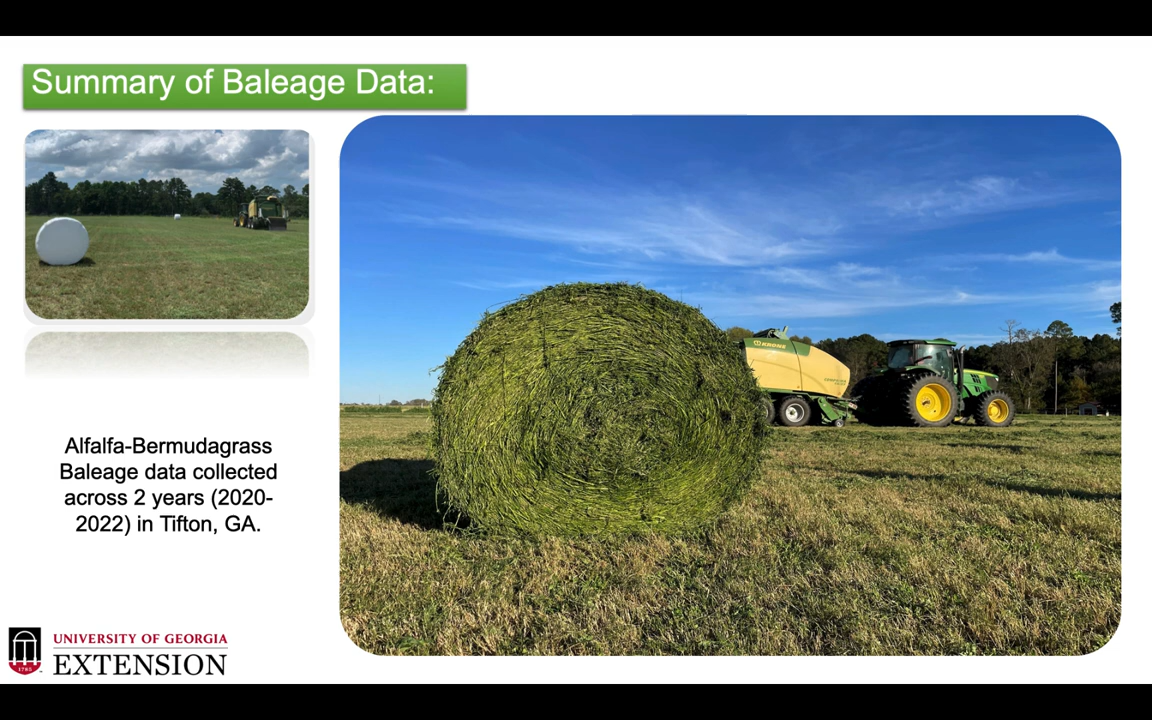 Summary of Baleage Data:
KRONE
Alfalfa-Bermudagrass
Baleage data collected
across 2 years (2020-
2022) in Tifton, GA.
1785
UNIVERSITY OF GEORGIA
EXTENSION